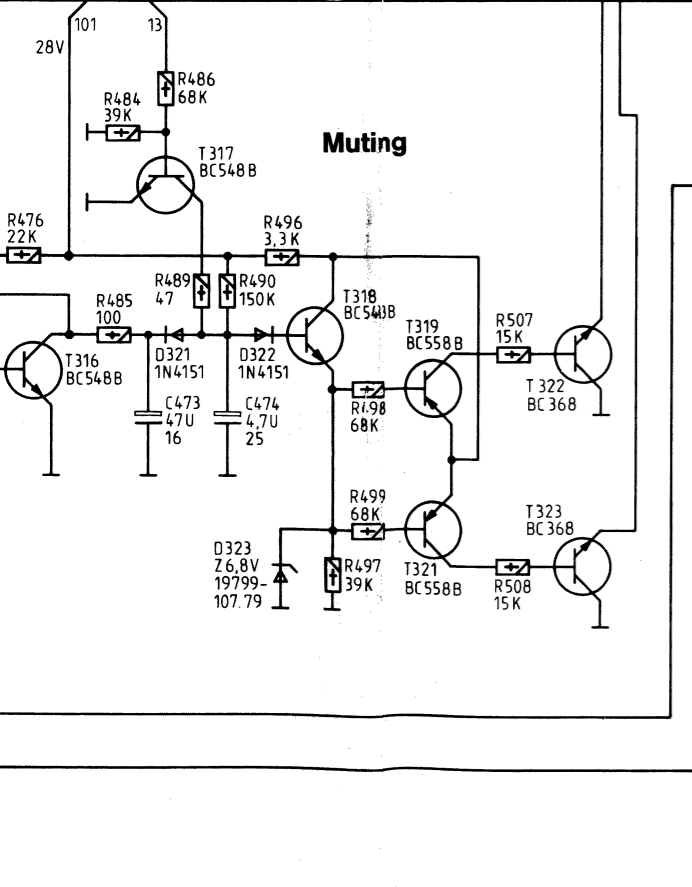 101
13
28V
R486
68K
R484
39K
Muting
T317
BC548B
R476
22K
R496
3,3K
R489
47
R490
150K
T318
R485
100
T319
BC558B
R507
15K
D321
1N4151
D322
1N4151
T316
BC548B
T322
BC368
C473
47U
16
C474
4,7U
25
R498
68K
R499
68K
T323
BC368
D323
Z6,8V
19799-
107.79
R497
39K
T321
BC558B
R508
15K